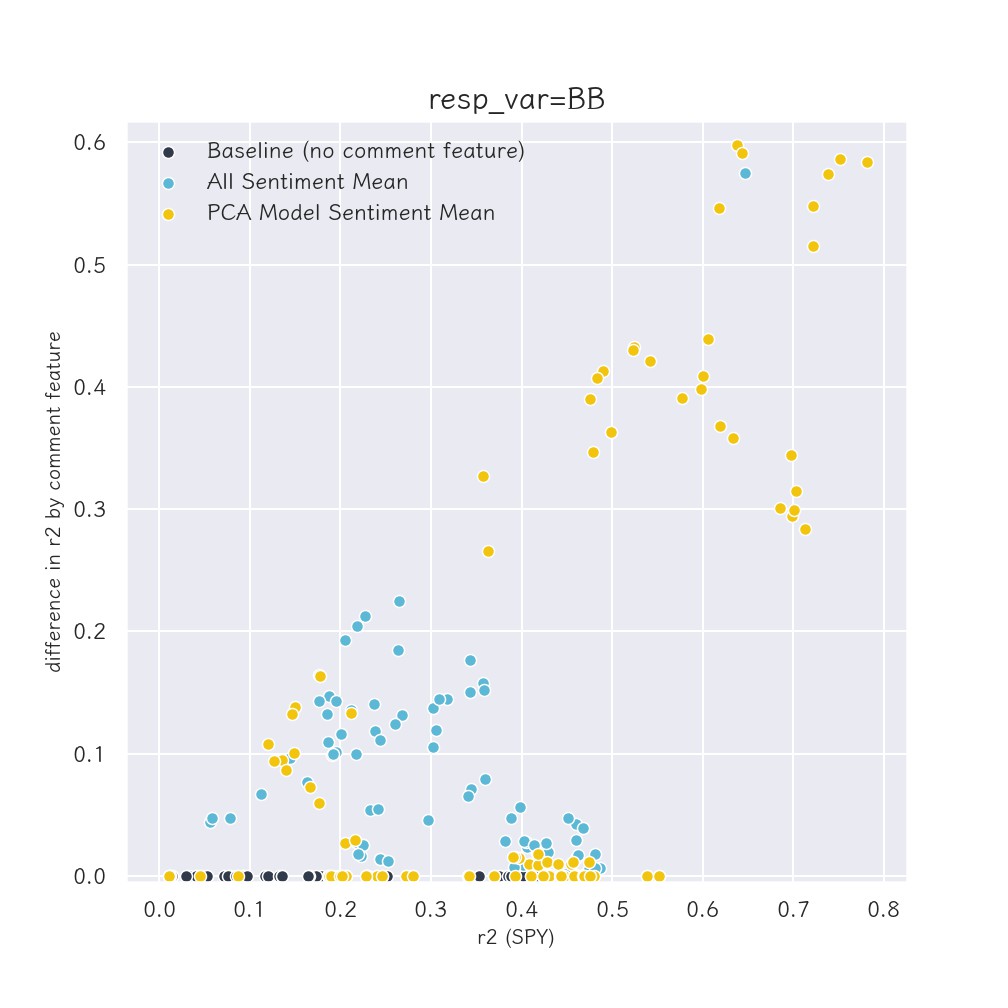 resp_var=BB
Baseline (no comment feature)
All Sentiment Mean
PCA Model Sentiment Mean
difference in r2 by comment feature
0.6
0.5
0.4
0.3
0.2
0.1
0.0
0.0 0.1 0.2 0.3 0.4 0.5 0.6 0.7 0.8
r2 (SPY)